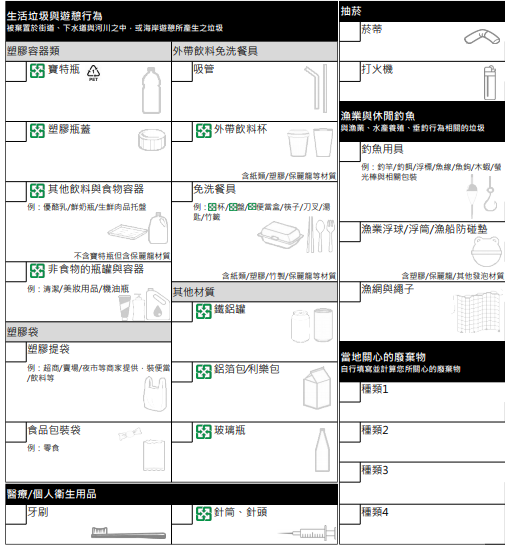 生活垃圾與遊憩行為
被棄置於街道、下水道與河川之中，或海岸遊憩所產生之垃圾
塑膠容器類
寶特瓶
PET
塑膠瓶蓋
其他飲料與食物容器
例：優酪乳/鮮奶瓶/生鮮肉品托盤
不含寶特瓶但含保麗龍材質
非食物的瓶罐與容器
例：清潔/美妝用品/機油瓶
塑膠袋
塑膠提袋
例：超商/賣場/夜市等商家提供、裝便當
/飲料等
食品包裝袋
例：零食
外帶飲料免洗餐具
吸管
外帶飲料杯
含紙類/塑膠/保麗龍等材質
免洗餐具
例：杯/盤/便當盒/筷子/刀叉/湯
匙/竹籤
含紙類/塑膠/竹製/保麗龍等材質
其他材質
鐵鋁罐
鋁箔包/利樂包
玻璃瓶
醫療/個人衛生用品
牙刷
針筒、針頭
抽菸
菸蒂
打火機
漁業與休閒釣魚
與漁業、水產養殖、垂釣行為相關的垃圾
釣魚用具
例：釣竿/釣餌/浮標/魚線/魚鉤/木蝦/螢
光棒與相關包裝
漁業浮球/浮筒/漁船防碰墊
含塑膠/保麗龍/其他發泡材質
漁網與繩子
當地關心的廢棄物
自行填寫並計算您所關心的廢棄物
種類1
種類2
種類3
種類4